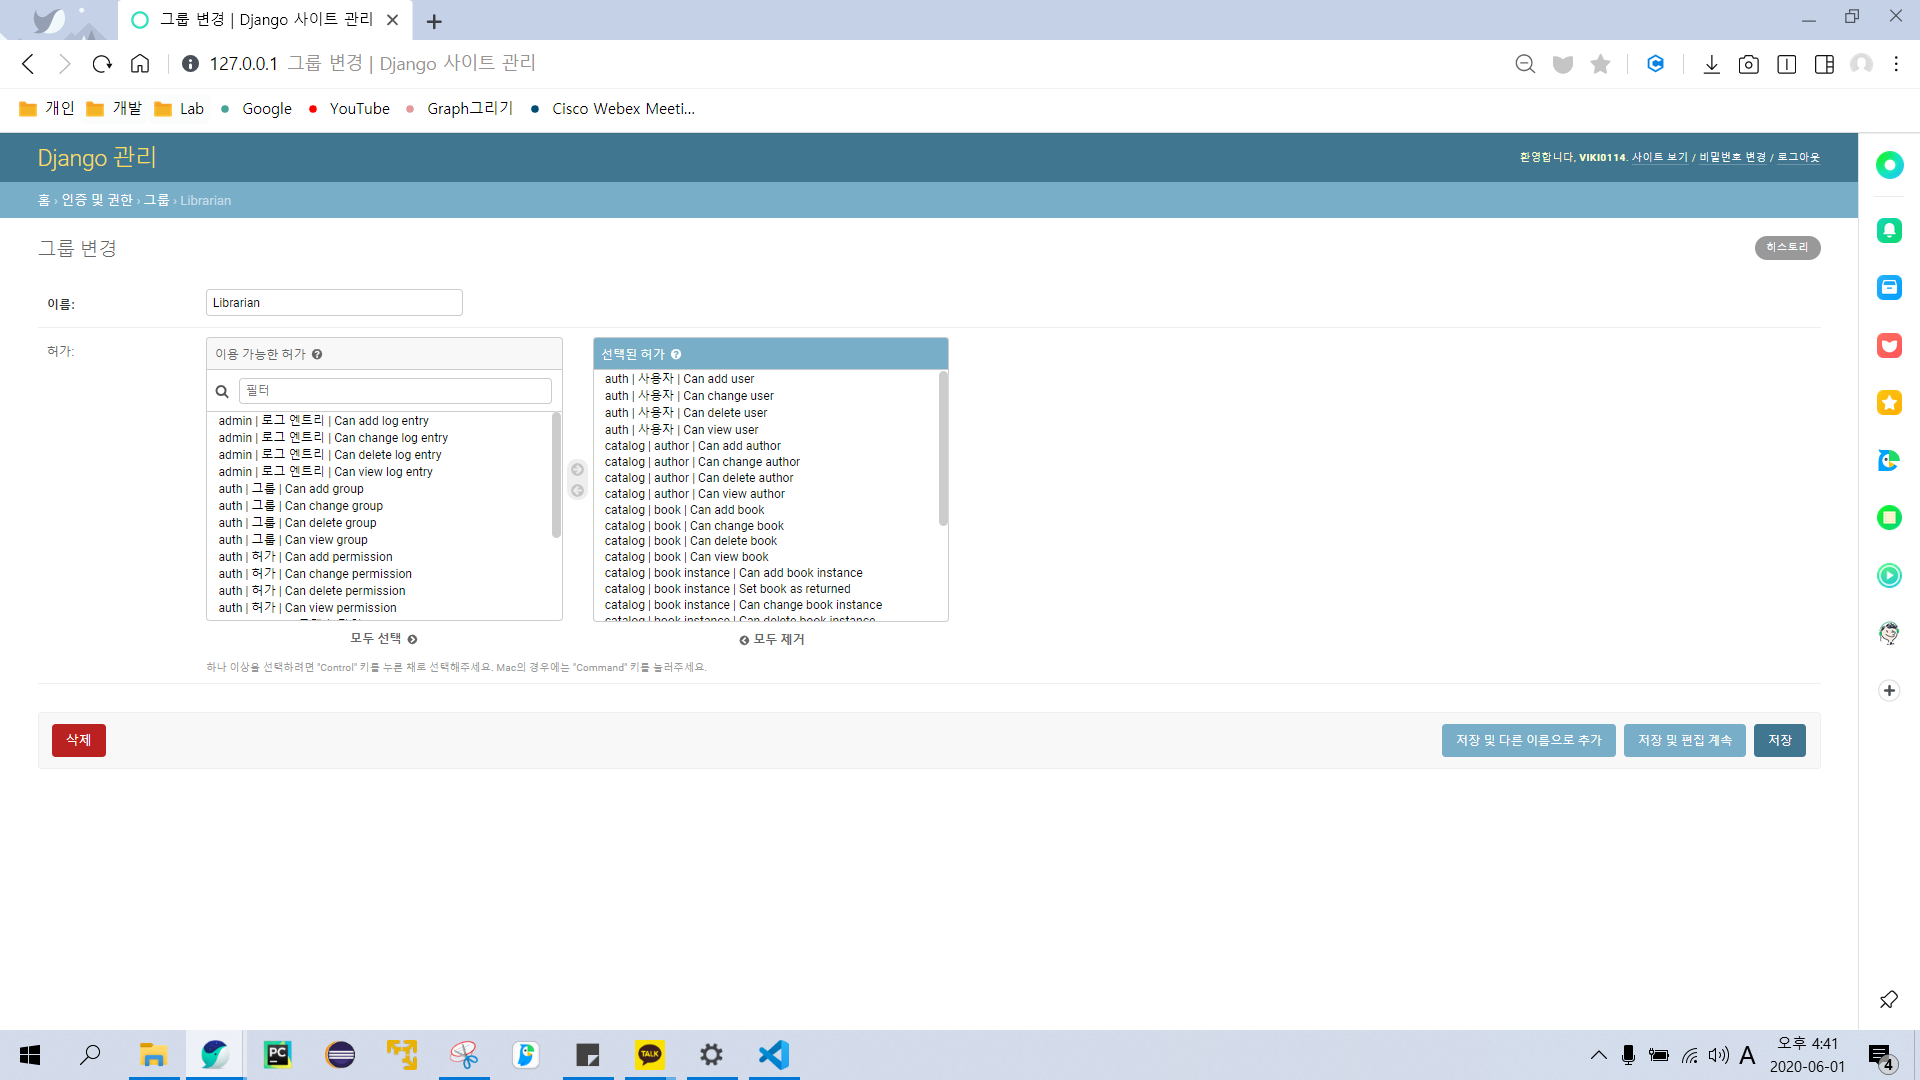 그룹 변경 | Django 사이트 관리
127.0.0.1 그룹 변경 | Django 사이트 관리
개인 개발 Lab Google YouTube Graph그리기 Cisco Webex Meeti...
Django 관리
환영합니다, VIKI0114. 사이트 보기 / 비밀번호 변경 / 로그아웃
홈 › 인증 및 권한 › 그룹 › Librarian
그룹 변경
히스토리
이름:
Librarian
허가:
이용 가능한 허가
필터
admin | 로그 엔트리 | Can add log entry
admin | 로그 엔트리 | Can change log entry
admin | 로그 엔트리 | Can delete log entry
admin | 로그 엔트리 | Can view log entry
auth | 그룹 | Can add group
auth | 그룹 | Can change group
auth | 그룹 | Can delete group
auth | 그룹 | Can view group
auth | 허가 | Can add permission
auth | 허가 | Can change permission
auth | 허가 | Can delete permission
auth | 허가 | Can view permission
모두 선택
선택된 허가
auth | 사용자 | Can add user
auth | 사용자 | Can change user
auth | 사용자 | Can delete user
auth | 사용자 | Can view user
catalog | author | Can add author
catalog | author | Can change author
catalog | author | Can delete author
catalog | author | Can view author
catalog | book | Can add book
catalog | book | Can change book
catalog | book | Can delete book
catalog | book | Can view book
catalog | book instance | Can add book instance
catalog | book instance | Set book as returned
catalog | book instance | Can change book instance
catalog | book instance | Can delete book instance
모두 제거
하나 이상을 선택하려면 "Control" 키를 누른 채로 선택해주세요. Mac의 경우에는 "Command" 키를 눌러주세요.
삭제
저장 및 다른 이름으로 추가
저장 및 편집 계속
저장
PC
TALK
A
오후 4:41
2020-06-01
4